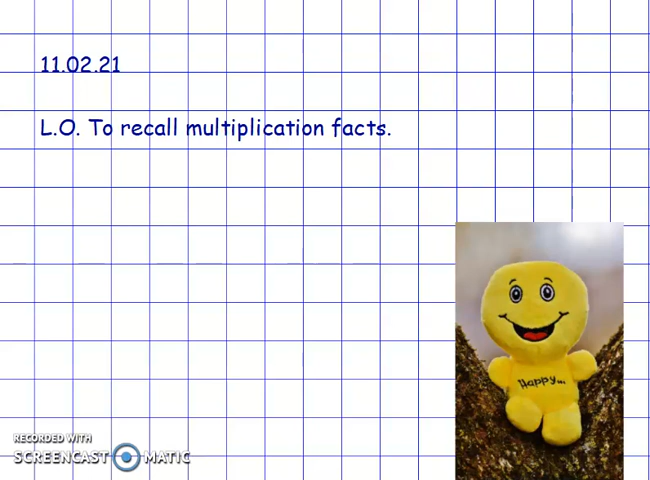 11.02.21
L.O. To recall multiplication facts.
Happy...
RECORDED WITH
SCREENCAST MATIC